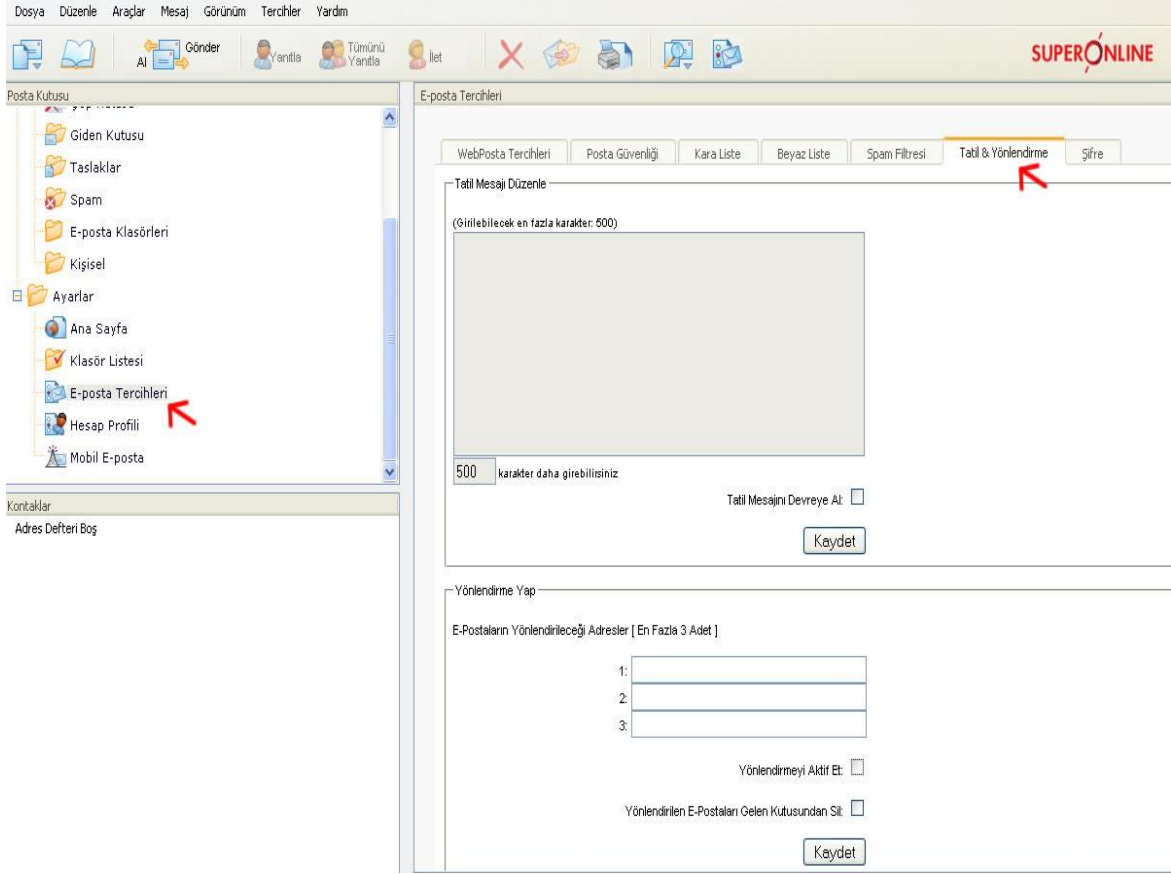 Dosya Düzenle Araçlar Mesaj Görünüm Tercihler Yardım
Al Gönder Yanıtla Tümünü Yanıtla İlet
SUPERONLINE
Posta Kutusu
Giden Kutusu
Taslaklar
Spam
E-posta Klasörleri
Kişisel
Ayarlar
Ana Sayfa
Klasör Listesi
E-posta Tercihleri
Hesap Profili
Mobil E-posta
Kontaklar
Adres Defteri Boş
E-posta Tercihleri
WebPosta Tercihleri Posta Güvenliği Kara Liste Beyaz Liste Spam Filtresi Tatil & Yönlendirme Şifre
Tatil Mesajı Düzenle
(Girilebilecek en fazla karakter: 500)
500 karakter daha girebilirsiniz
Tatil Mesajını Devreye Al:
Kaydet
Yönlendirme Yap
E-Postaların Yönlendirileceği Adresler [ En Fazla 3 Adet ]
1:
2:
3:
Yönlendirmeyi Aktif Et:
Yönlendirilen E-Postaları Gelen Kutusundan Sil:
Kaydet